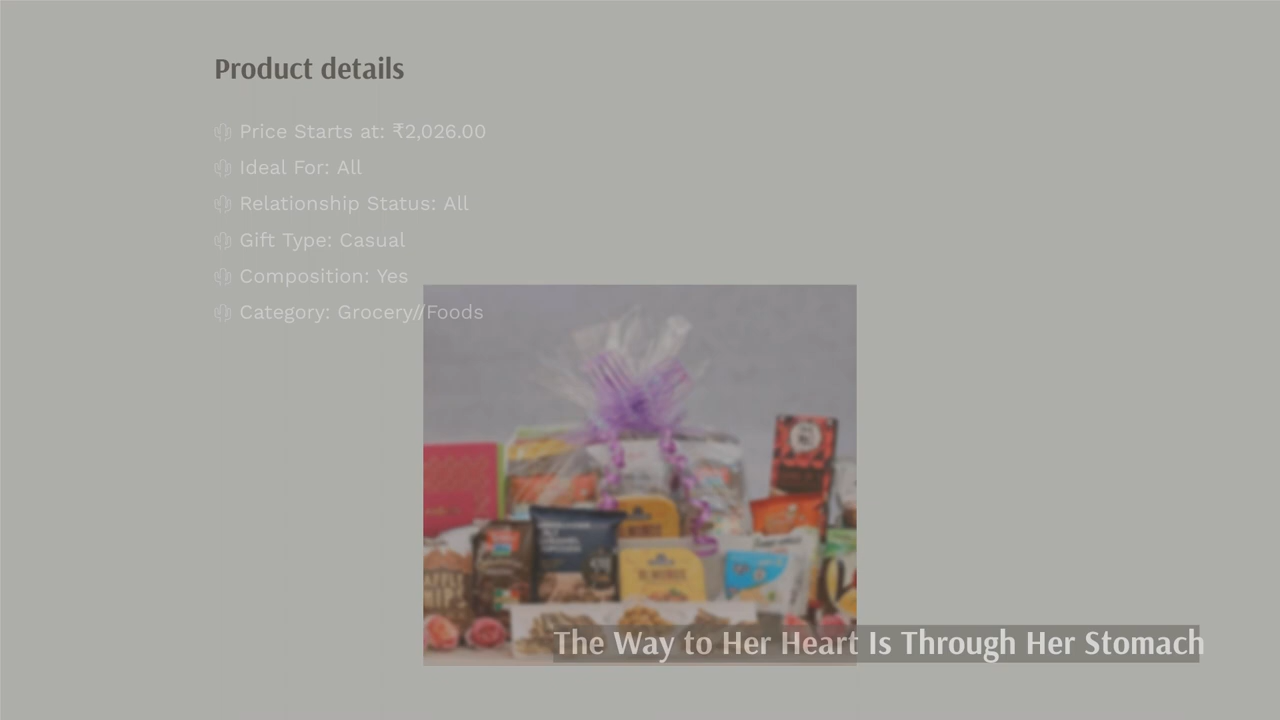 Product details
Price Starts at: ₹2,026.00
Ideal For: All
Relationship Status: All
Gift Type: Casual
Composition: Yes
Category: Grocery//Foods
The Way to Her Heart Is Through Her Stomach